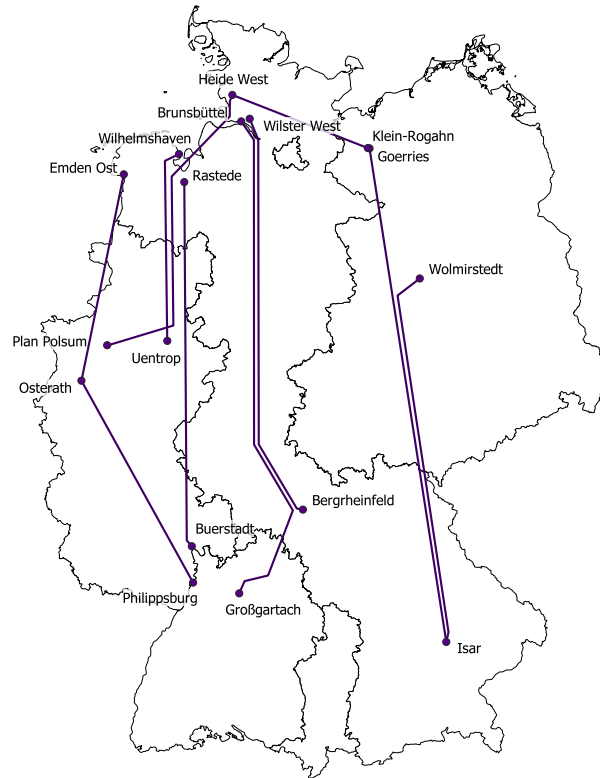 Heide West
Brunsbüttel
Wilster West
Wilhelmshaven
Klein-Rogahn
Goerries
Emden Ost
Rastede
Wolmirstedt
Plan Polsum
Uentrop
Osterath
Bergrheinfeld
Buerstadt
Philippsburg
Großgartach
Isar